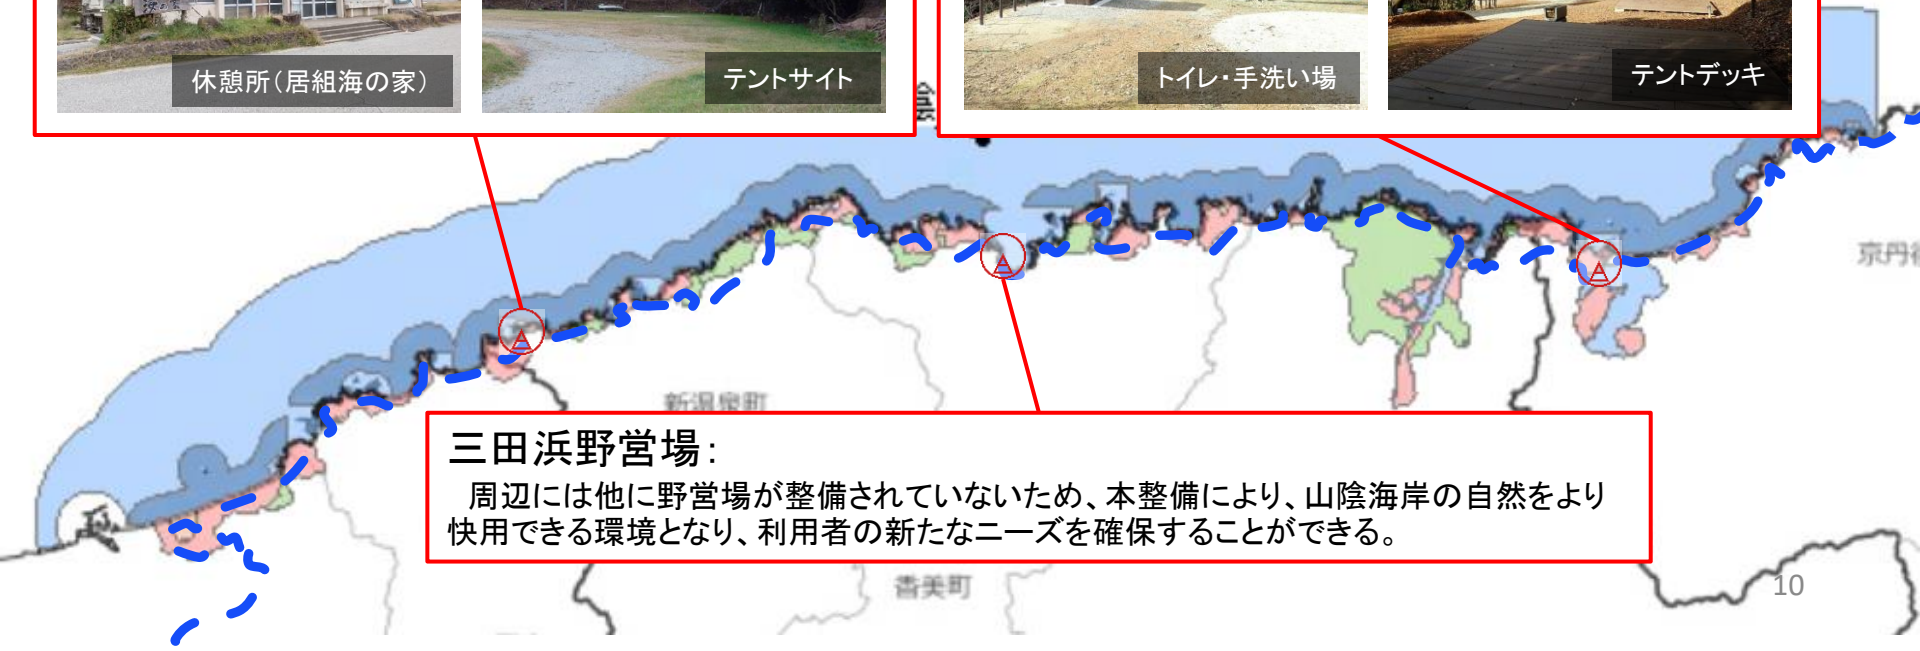 休憩所（居組海の家）
テントサイト
トイレ・手洗い場
テントデッキ
新温泉町
三田浜野営場：
周辺には他に野営場が整備されていないため、本整備により、山陰海岸の自然をより
快用できる環境となり、利用者の新たなニーズを確保することができる。
香美町
10